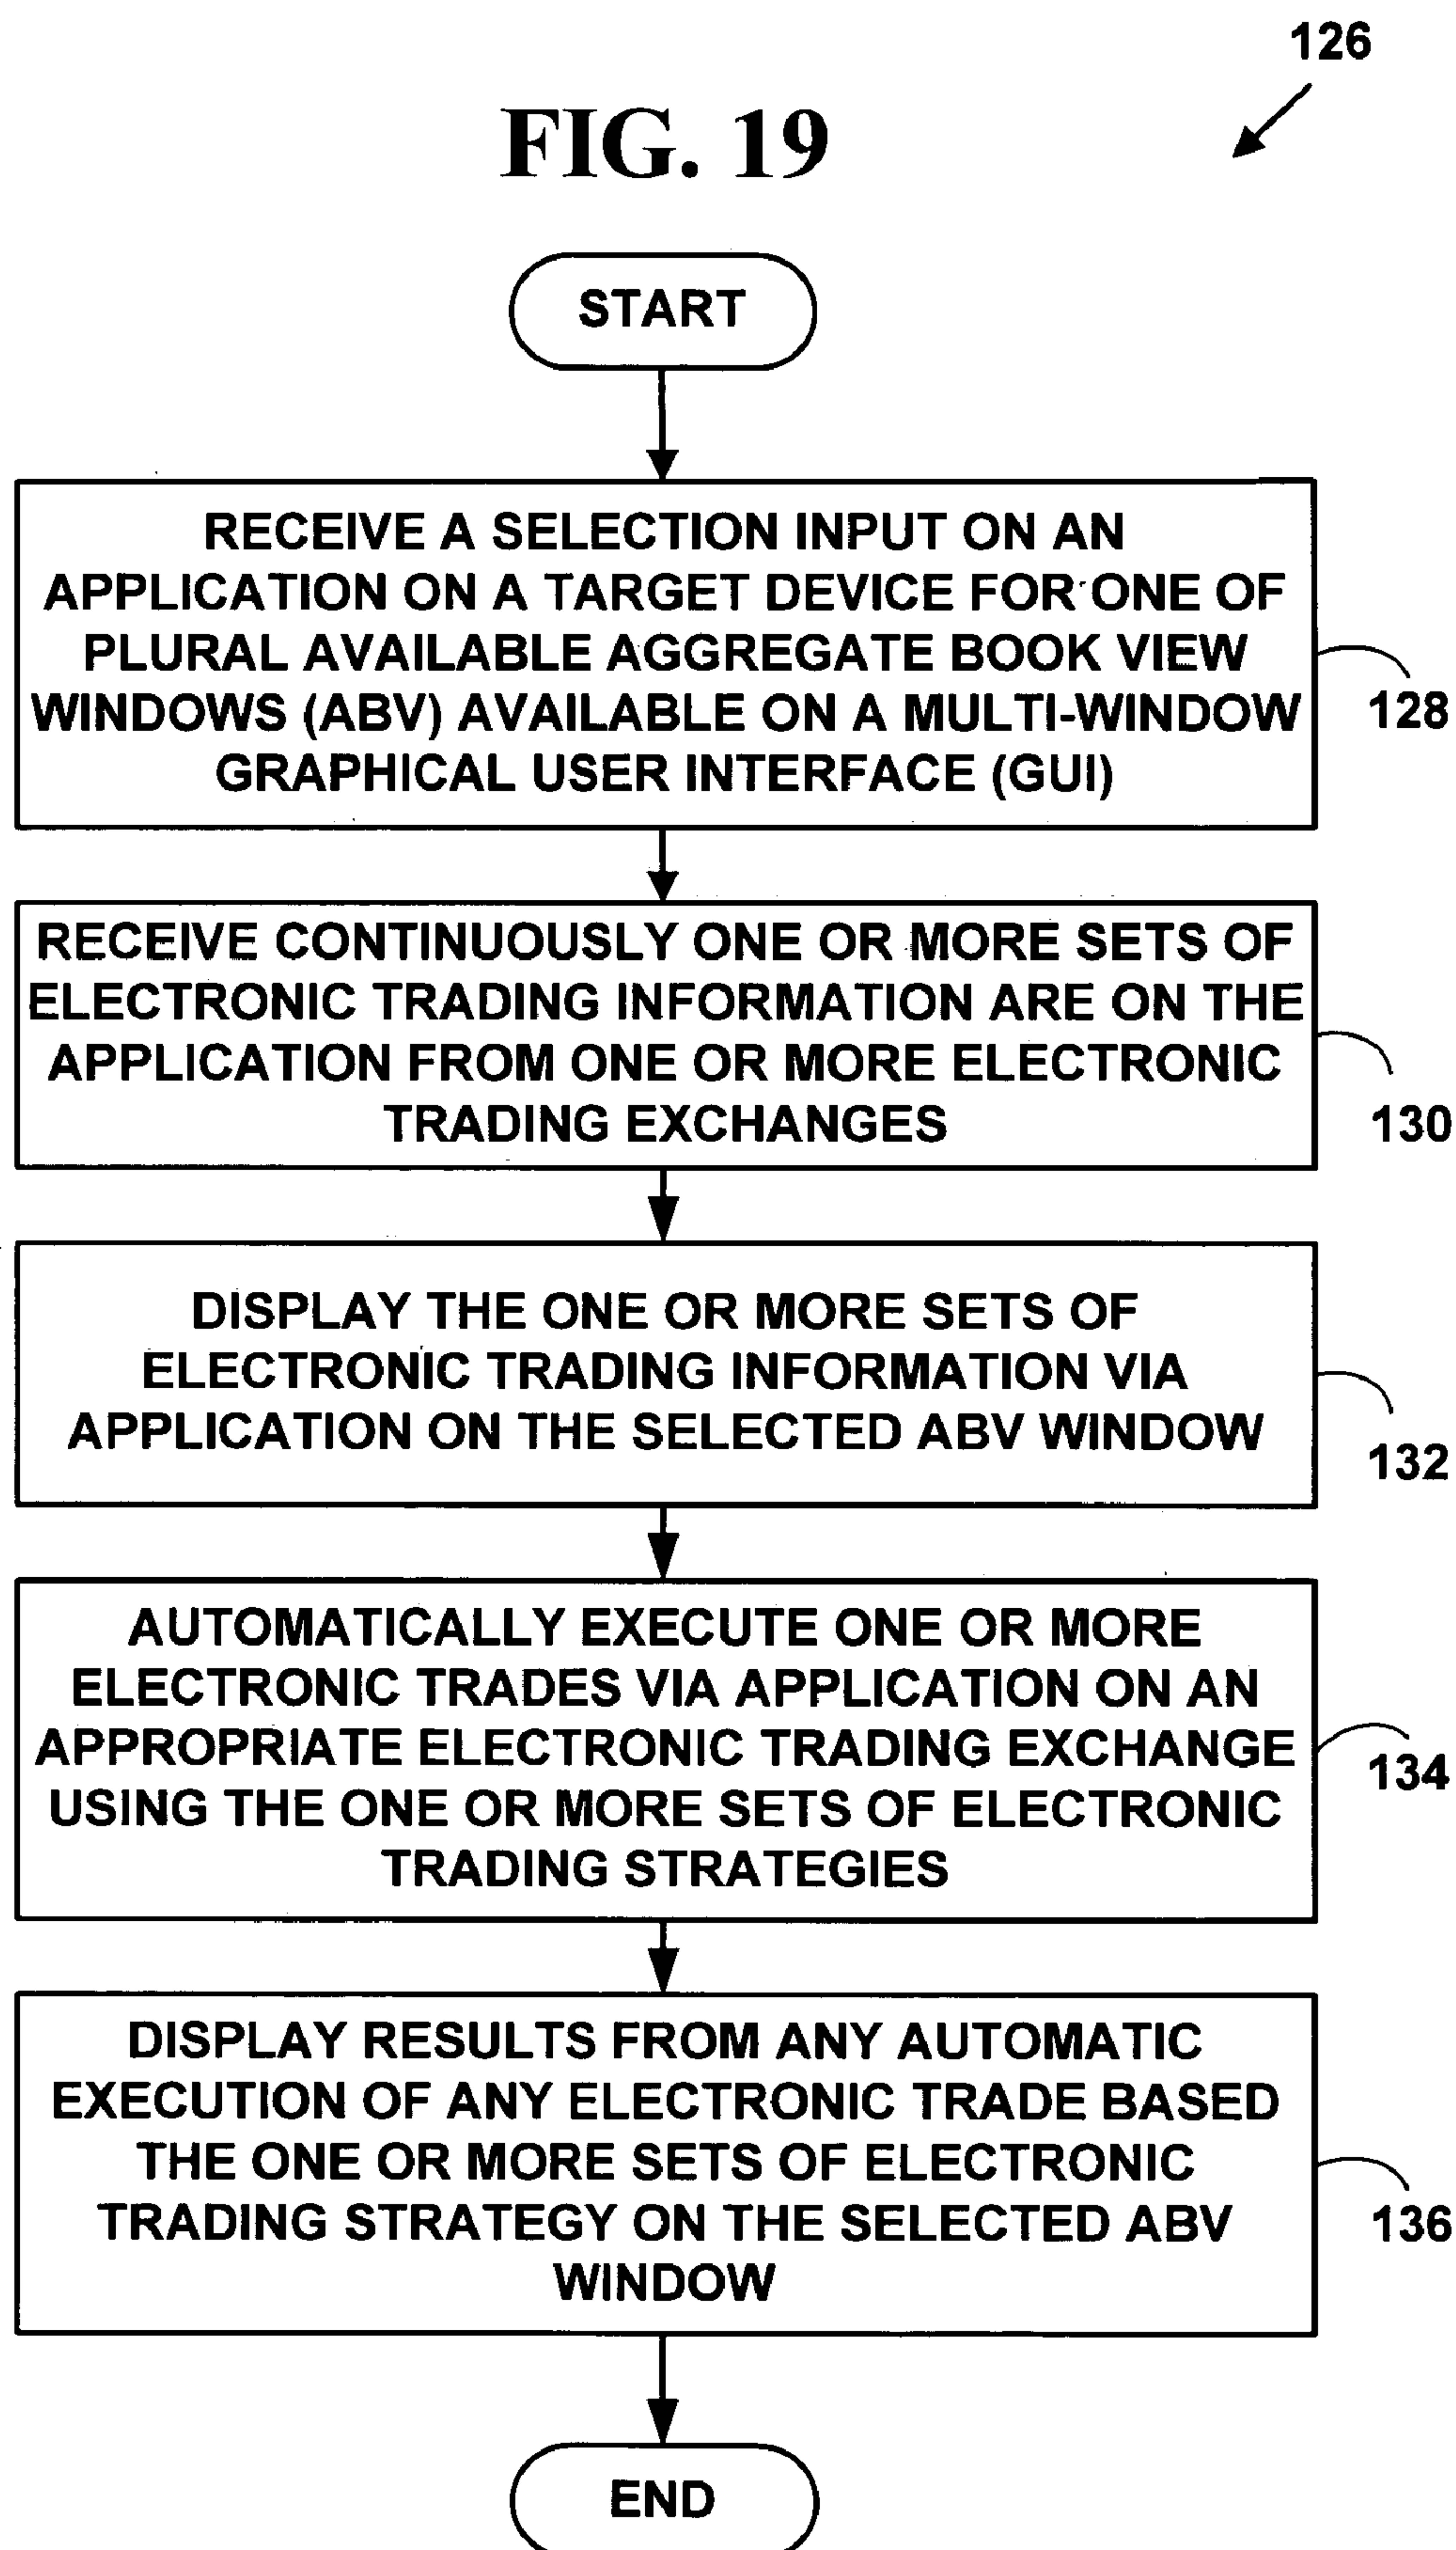 126
FIG. 19
START
RECEIVE A SELECTION INPUT ON AN
APPLICATION ON A TARGET DEVICE FOR ONE OF
PLURAL AVAILABLE AGGREGATE BOOK VIEW
WINDOWS (ABV) AVAILABLE ON A MULTI-WINDOW
GRAPHICAL USER INTERFACE (GUI)
128
RECEIVE CONTINUOUSLY ONE OR MORE SETS OF
ELECTRONIC TRADING INFORMATION ARE ON THE
APPLICATION FROM ONE OR MORE ELECTRONIC
TRADING EXCHANGES
130
DISPLAY THE ONE OR MORE SETS OF
ELECTRONIC TRADING INFORMATION VIA
APPLICATION ON THE SELECTED ABV WINDOW
132
AUTOMATICALLY EXECUTE ONE OR MORE
ELECTRONIC TRADES VIA APPLICATION ON AN
APPROPRIATE ELECTRONIC TRADING EXCHANGE
USING THE ONE OR MORE SETS OF ELECTRONIC
TRADING STRATEGIES
134
DISPLAY RESULTS FROM ANY AUTOMATIC
EXECUTION OF ANY ELECTRONIC TRADE BASED
THE ONE OR MORE SETS OF ELECTRONIC
TRADING STRATEGY ON THE SELECTED ABV
WINDOW
136
END